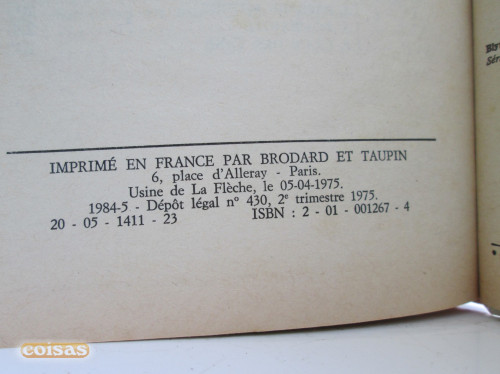 IMPRIMÉ EN FRANCE PAR BRODARD ET TAUPIN
6, place d'Alleray - Paris.
Usine de La Flèche, le 05-04-1975.
1984-5 - Dépôt légal nº 430, 2e trimestre 1975.
20 - 05 - 1411 - 23 ISBN : 2 - 01 - 001267 - 4
coisas